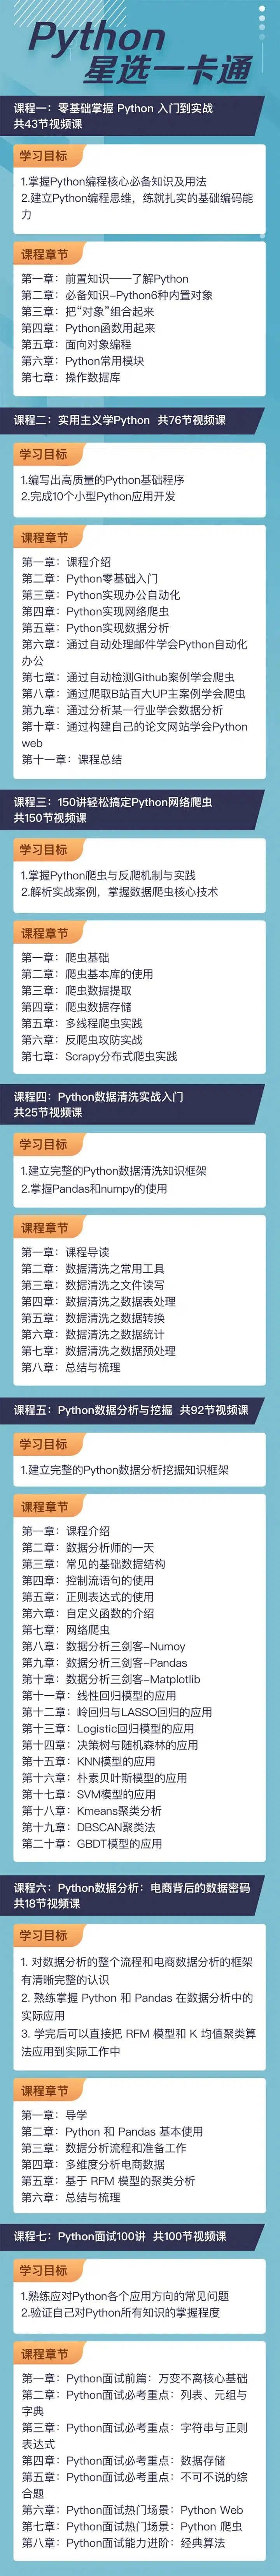 Python
星选一卡通
课程一：零基础掌握 Python 入门到实战
共43节视频课
学习目标
1.掌握Python编程核心必备知识及用法
2.建立Python编程思维，练就扎实的基础编码能
力
课程章节
第一章：前置知识——了解Python
第二章：必备知识-Python6种内置对象
第三章：把“对象”组合起来
第四章：Python函数用起来
第五章：面向对象编程
第六章：Python常用模块
第七章：操作数据库
课程二：实用主义学Python 共76节视频课
学习目标
1.编写出高质量的Python基础程序
2.完成10个小型Python应用开发
课程章节
第一章：课程介绍
第二章：Python零基础入门
第三章：Python实现办公自动化
第四章：Python实现网络爬虫
第五章：Python实现数据分析
第六章：通过自动处理邮件学会Python自动化
办公
第七章：通过自动检测Github案例学会爬虫
第八章：通过爬取B站百大UP主案例学会爬虫
第九章：通过分析某一行业学会数据分析
第十章：通过构建自己的论文网站学会Python
web
第十一章：课程总结
课程三：150讲轻松搞定Python网络爬虫
共150节视频课
学习目标
1.掌握Python爬虫与反爬机制与实践
2.解析实战案例，掌握数据爬虫核心技术
课程章节
第一章：爬虫基础
第二章：爬虫基本库的使用
第三章：爬虫数据提取
第四章：爬虫数据存储
第五章：多线程爬虫实践
第六章：反爬虫攻防实战
第七章：Scrapy分布式爬虫实践
课程四：Python数据清洗实战入门
共25节视频课
学习目标
1.建立完整的Python数据清洗知识框架
2.掌握Pandas和numpy的使用
课程章节
第一章：课程导读
第二章：数据清洗之常用工具
第三章：数据清洗之文件读写
第四章：数据清洗之数据表处理
第五章：数据清洗之数据转换
第六章：数据清洗之数据统计
第七章：数据清洗之数据预处理
第八章：总结与梳理
课程五：Python数据分析与挖掘 共92节视频课
学习目标
1.建立完整的Python数据分析挖掘知识框架
课程章节
第一章：课程介绍
第二章：数据分析师的一天
第三章：常见的基础数据结构
第四章：控制流语句的使用
第五章：正则表达式的使用
第六章：自定义函数的介绍
第七章：网络爬虫
第八章：数据分析三剑客-Numoy
第九章：数据分析三剑客-Pandas
第十章：数据分析三剑客-Matplotlib
第十一章：线性回归模型的应用
第十二章：岭回归与LASSO回归的应用
第十三章：Logistic回归模型的应用
第十四章：决策树与随机森林的应用
第十五章：KNN模型的应用
第十六章：朴素贝叶斯模型的应用
第十七章：SVM模型的应用
第十八章：Kmeans聚类分析
第十九章：DBSCAN聚类法
第二十章：GBDT模型的应用
课程六：Python数据分析：电商背后的数据密码
共18节视频课
学习目标
1. 对数据分析的整个流程和电商数据分析的框架
有清晰完整的认识
2. 熟练掌握 Python 和 Pandas 在数据分析中的
实际应用
3. 学完后可以直接把 RFM 模型和 K 均值聚类算
法应用到实际工作中
课程章节
第一章：导学
第二章：Python 和 Pandas 基本使用
第三章：数据分析流程和准备工作
第四章：多维度分析电商数据
第五章：基于 RFM 模型的聚类分析
第六章：总结与梳理
课程七：Python面试100讲 共100节视频课
学习目标
1.熟练应对Python各个应用方向的常见问题
2.验证自己对Python所有知识的掌握程度
课程章节
第一章：Python面试前篇：万变不离核心基础
第二章：Python面试必考重点：列表、元组与
字典
第三章：Python面试必考重点：字符串与正则
表达式
第四章：Python面试必考重点：数据存储
第五章：Python面试必考重点：不可不说的综
合题
第六章：Python面试热门场景：Python Web
第七章：Python面试热门场景：Python 爬虫
第八章：Python面试能力进阶：经典算法